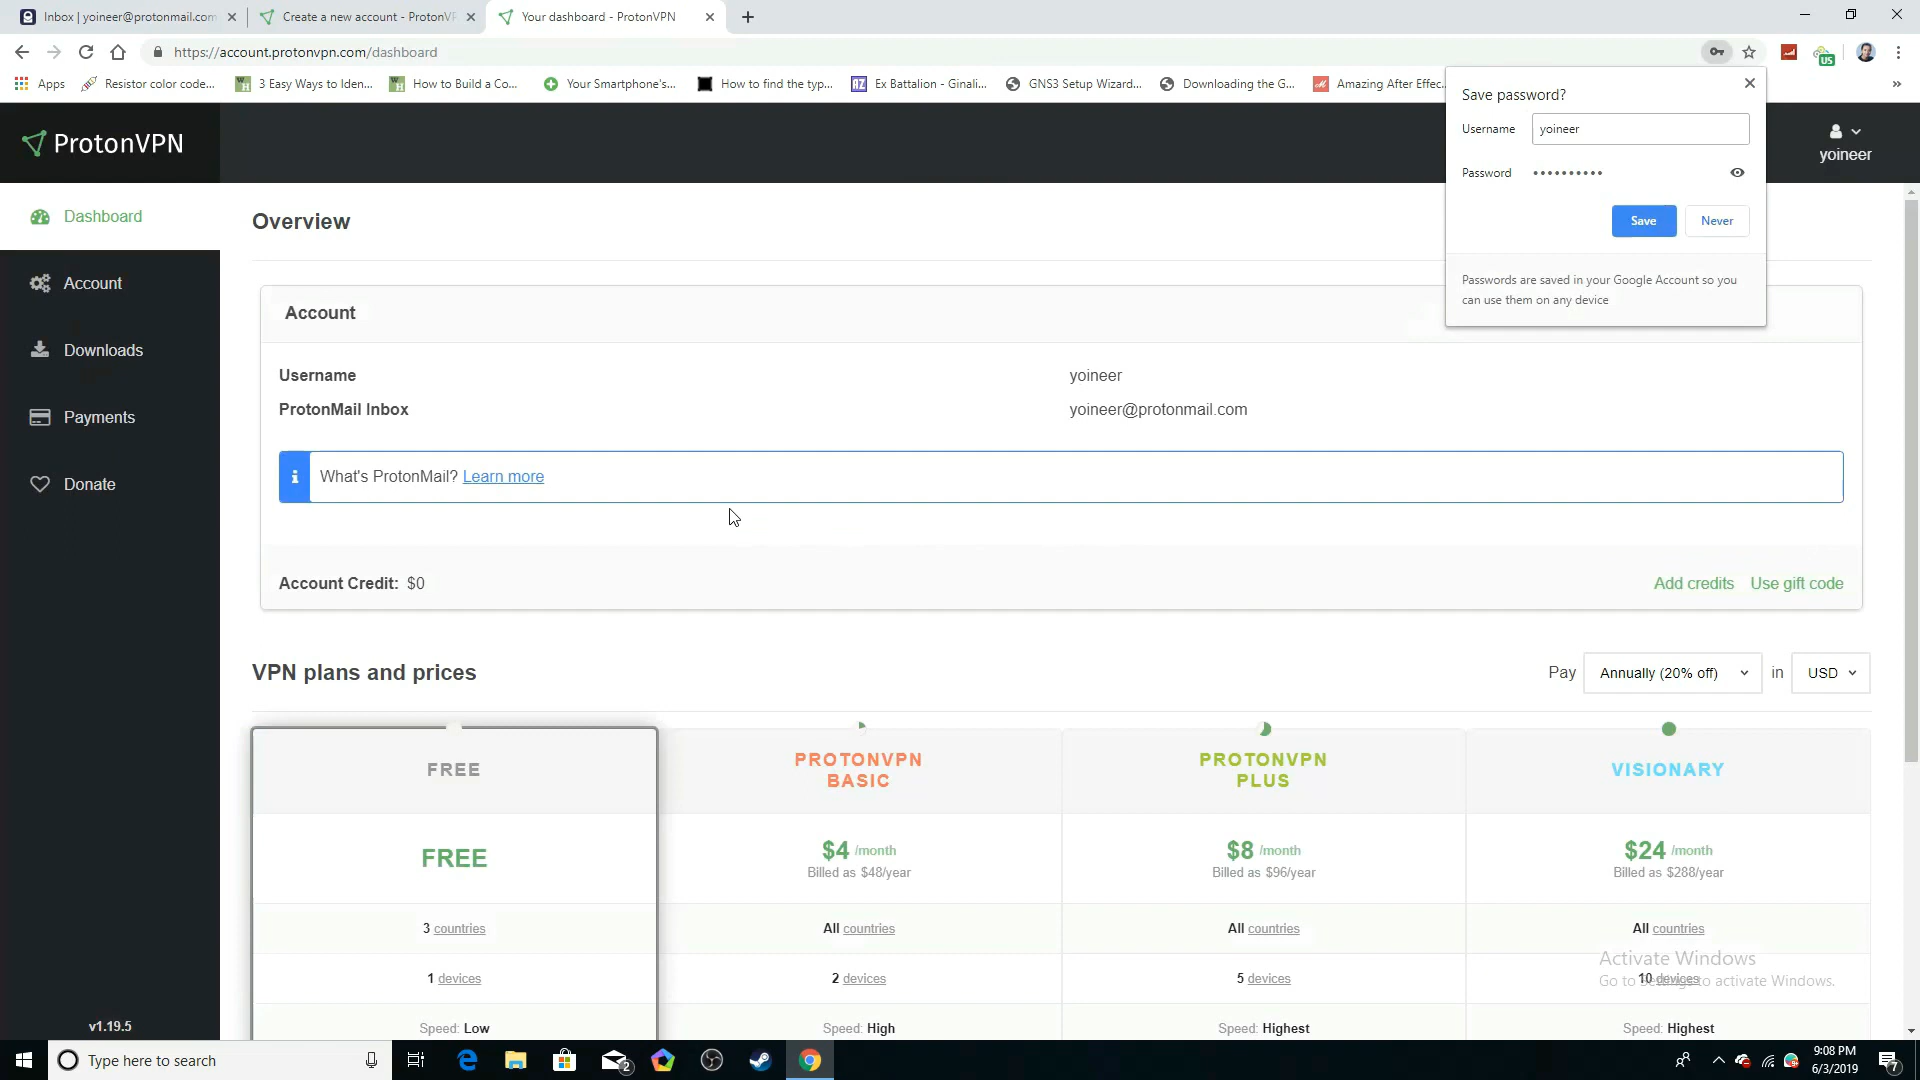 Inbox | yoineer@protonmail.com
Create a new account - ProtonVP
Your dashboard - ProtonVPN
https://account.protonvpn.com/dashboard
US
Apps
Resistor color code...
3 Easy Ways to Iden...
How to Build a Co...
Your Smartphone's...
How to find the typ...
Ex Battalion - Ginali...
GNS3 Setup Wizard...
Downloading the G...
Amazing After Effec...
»
Save password?
Username
yoineer
Password
••••••••••
Save
Never
Passwords are saved in your Google Account so you
can use them on any device
ProtonVPN
yoineer
Dashboard
Account
Downloads
Payments
Donate
v1.19.5
Overview
Account
Username
yoineer
ProtonMail Inbox
yoineer@protonmail.com
What's ProtonMail? Learn more
Account Credit: $0
Add credits
Use gift code
VPN plans and prices
Pay
Annually (20% off)
in
USD
FREE
PROTONVPN
BASIC
PROTONVPN
PLUS
VISIONARY
FREE
$4 /month
Billed as $48/year
$8 /month
Billed as $96/year
$24 /month
Billed as $288/year
3 countries
All countries
All countries
All countries
1 devices
2 devices
5 devices
10 devices
Speed: Low
Speed: High
Speed: Highest
Speed: Highest
Activate Windows
Go to Settings to activate Windows.
Type here to search
2
9:08 PM
6/3/2019
7